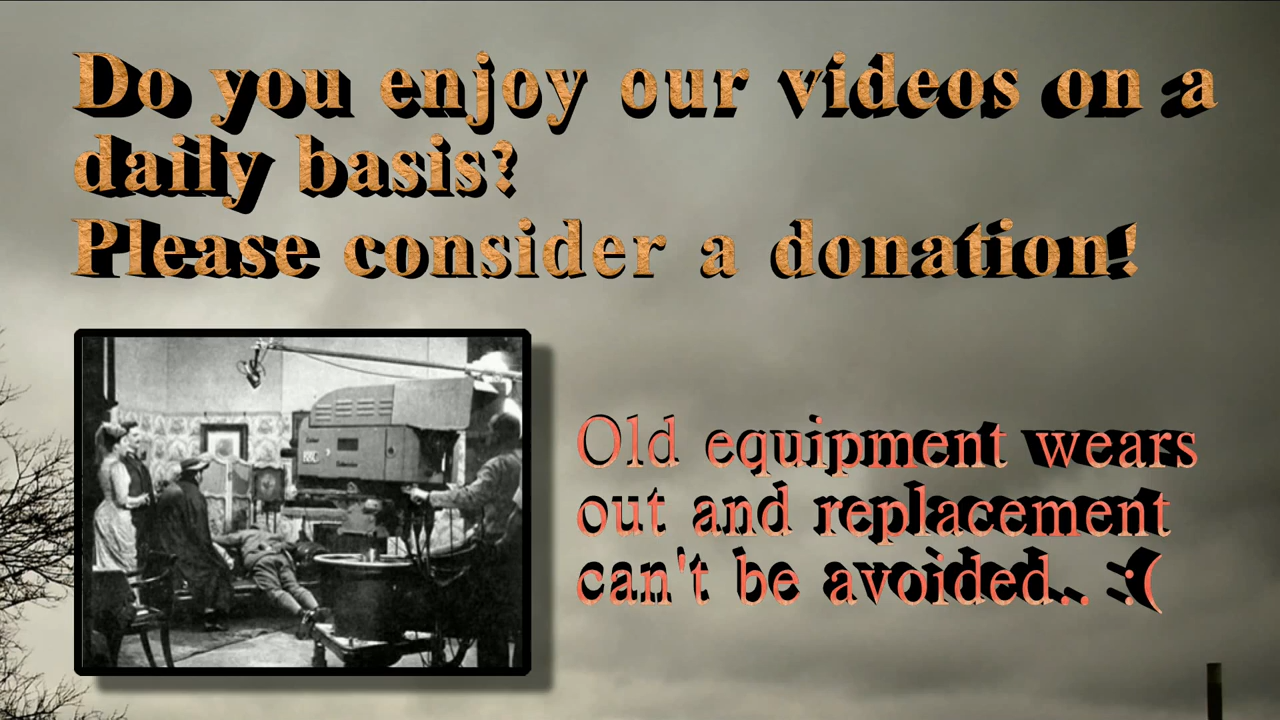 Do you enjoy our videos on a
daily basis?
Please consider a donation!
Old equipment wears
out and replacement
can't be avoided.. :(